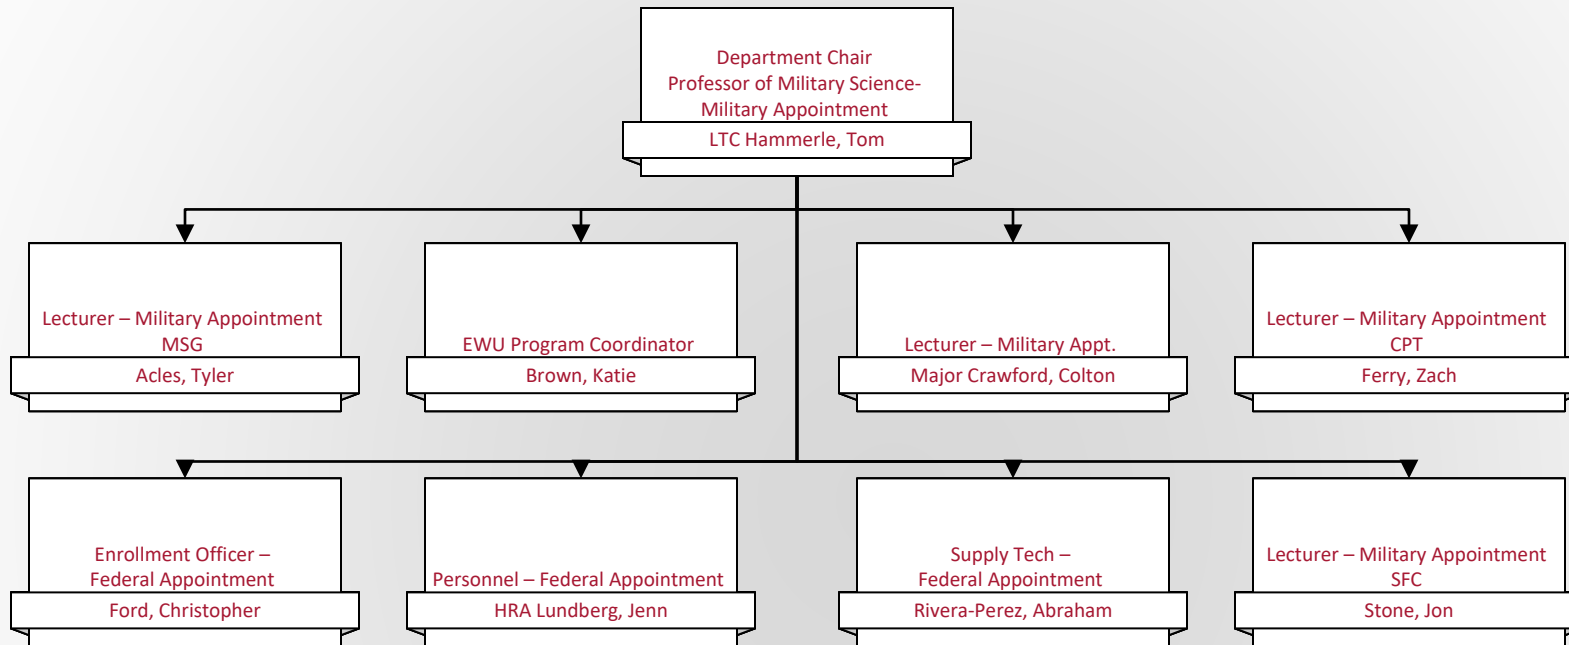 Department Chair
Professor of Military Science-
Military Appointment
LTC Hammerle, Tom
Lecturer – Military Appointment
MSG
Acles, Tyler
EWU Program Coordinator
Brown, Katie
Lecturer – Military Appt.
Major Crawford, Colton
Lecturer – Military Appointment
CPT
Ferry, Zach
Enrollment Officer –
Federal Appointment
Ford, Christopher
Personnel – Federal Appointment
HRA Lundberg, Jenn
Supply Tech –
Federal Appointment
Rivera-Perez, Abraham
Lecturer – Military Appointment
SFC
Stone, Jon